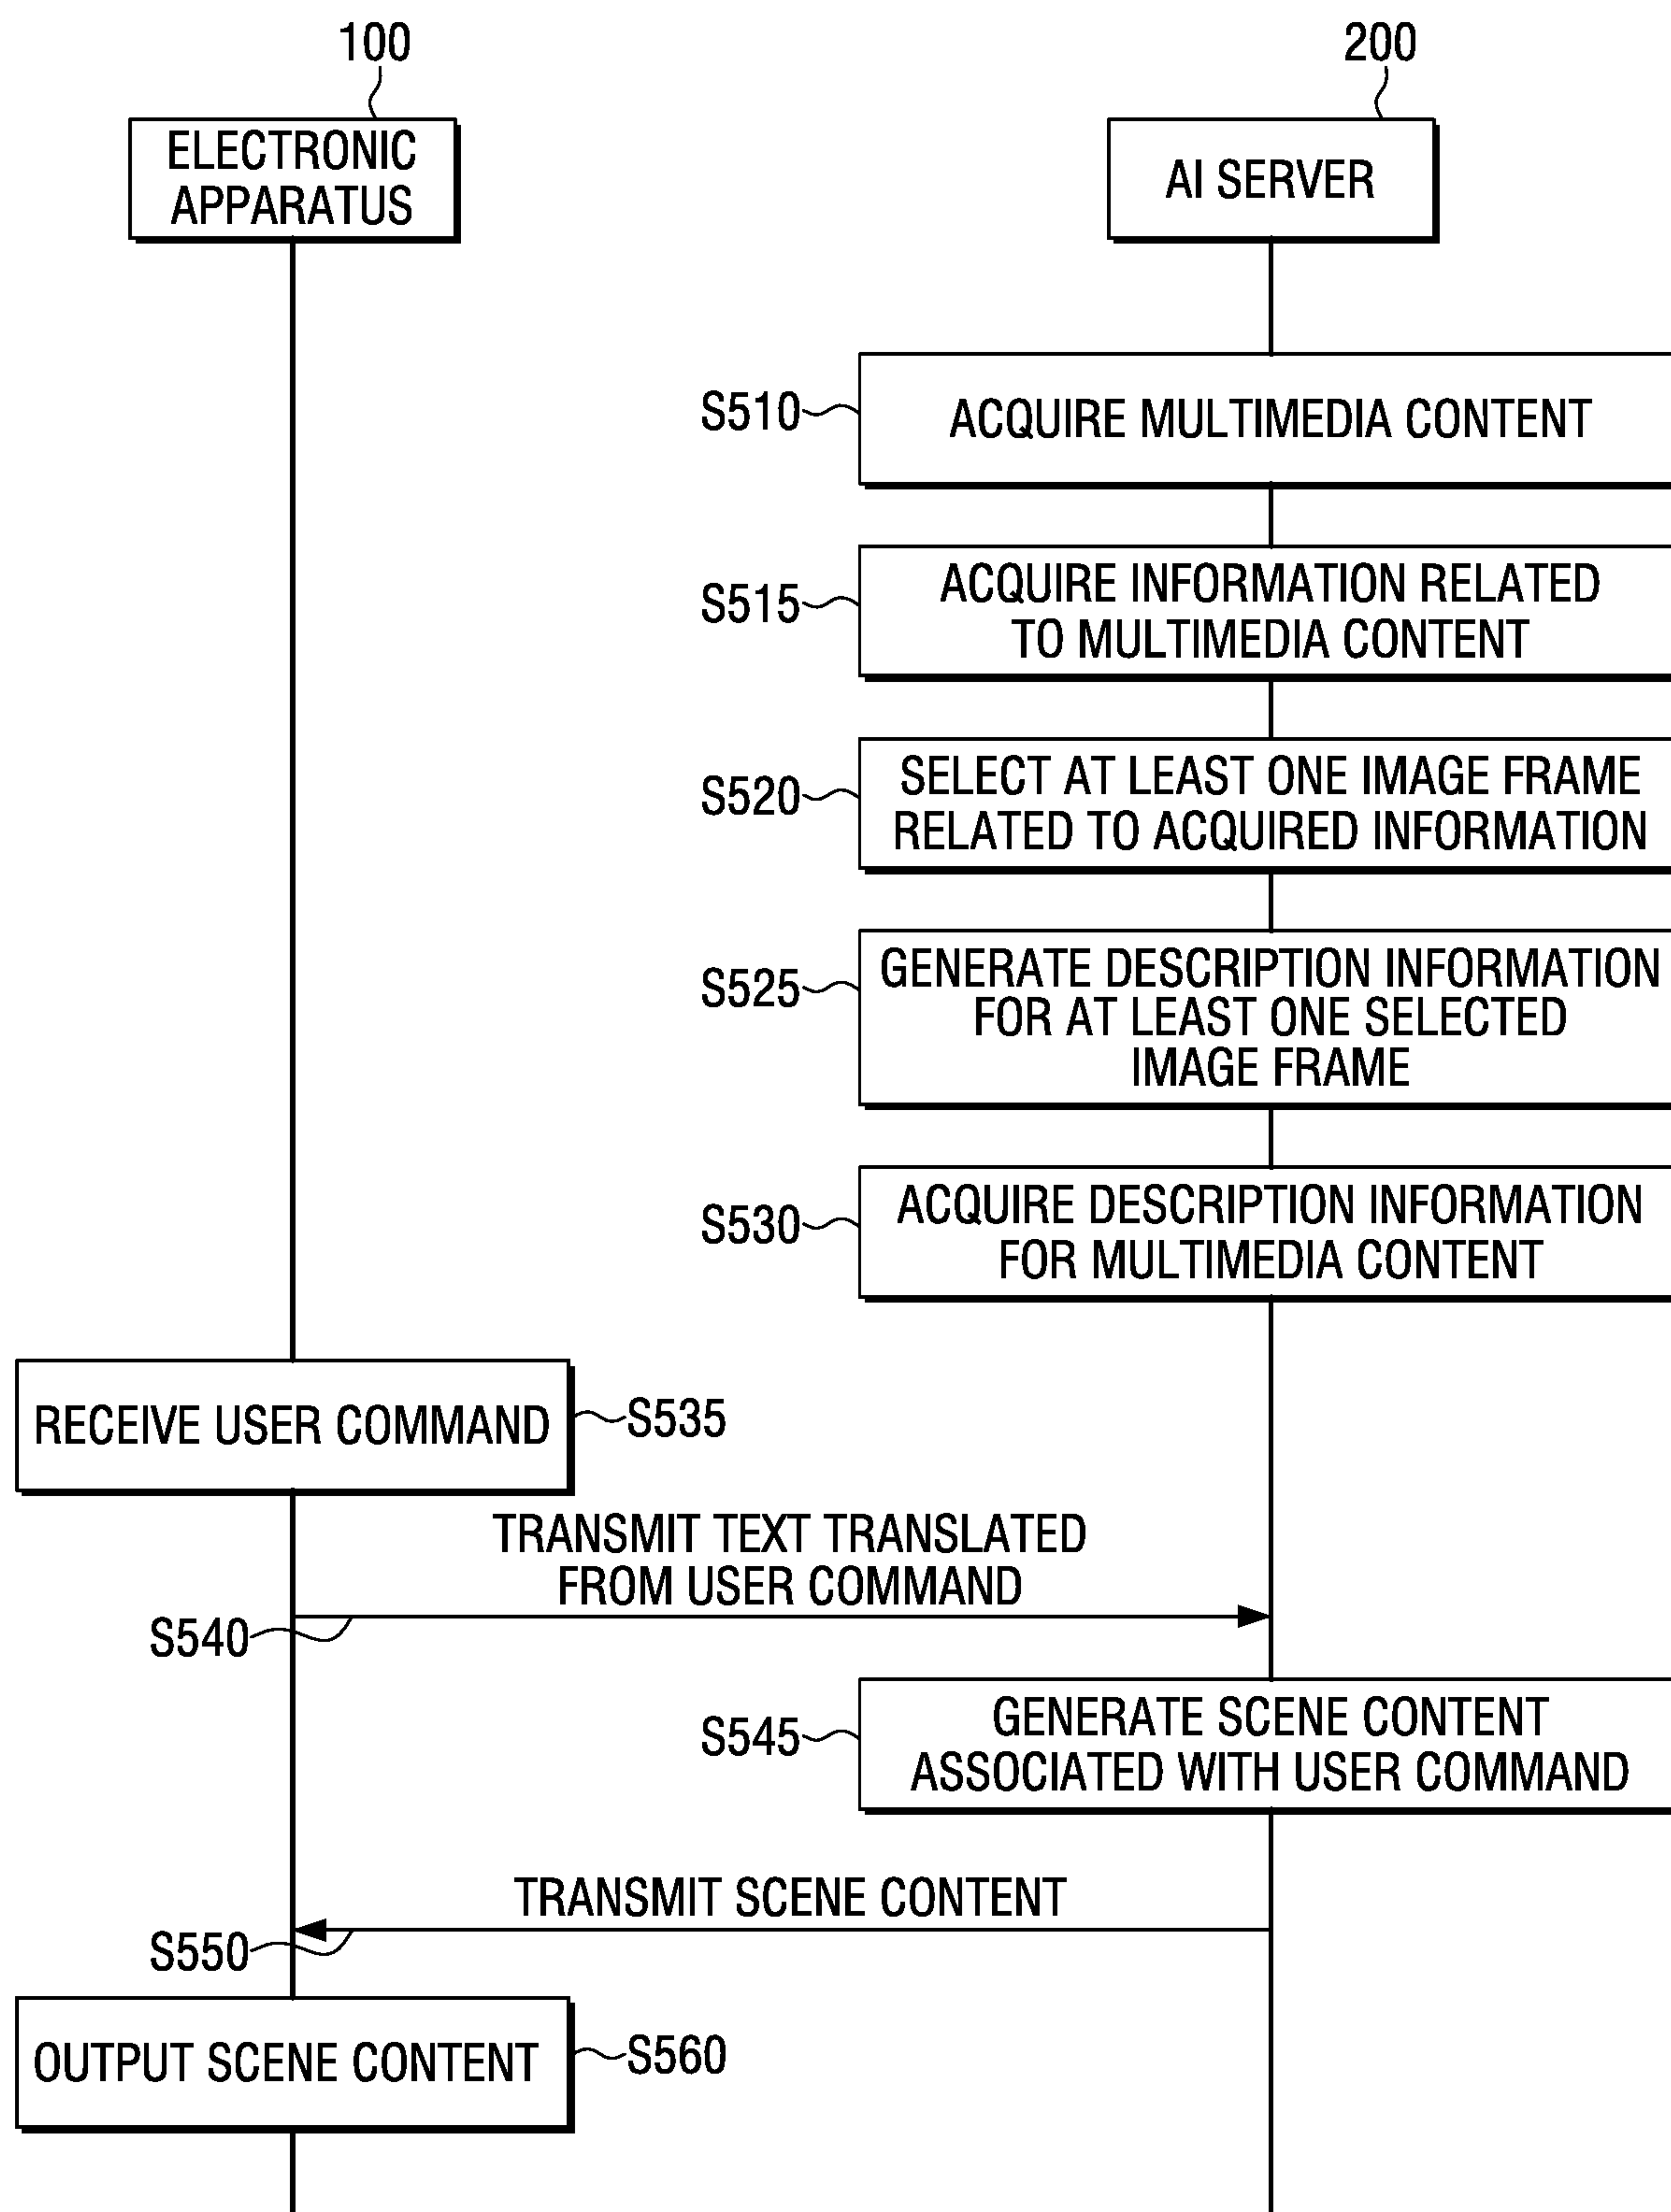 100
200
ELECTRONIC
APPARATUS
AI SERVER
S510
ACQUIRE MULTIMEDIA CONTENT
S515
ACQUIRE INFORMATION RELATED
TO MULTIMEDIA CONTENT
S520
SELECT AT LEAST ONE IMAGE FRAME
RELATED TO ACQUIRED INFORMATION
S525
GENERATE DESCRIPTION INFORMATION
FOR AT LEAST ONE SELECTED
IMAGE FRAME
S530
ACQUIRE DESCRIPTION INFORMATION
FOR MULTIMEDIA CONTENT
RECEIVE USER COMMAND
S535
TRANSMIT TEXT TRANSLATED
FROM USER COMMAND
S540
S545
GENERATE SCENE CONTENT
ASSOCIATED WITH USER COMMAND
TRANSMIT SCENE CONTENT
S550
OUTPUT SCENE CONTENT
S560